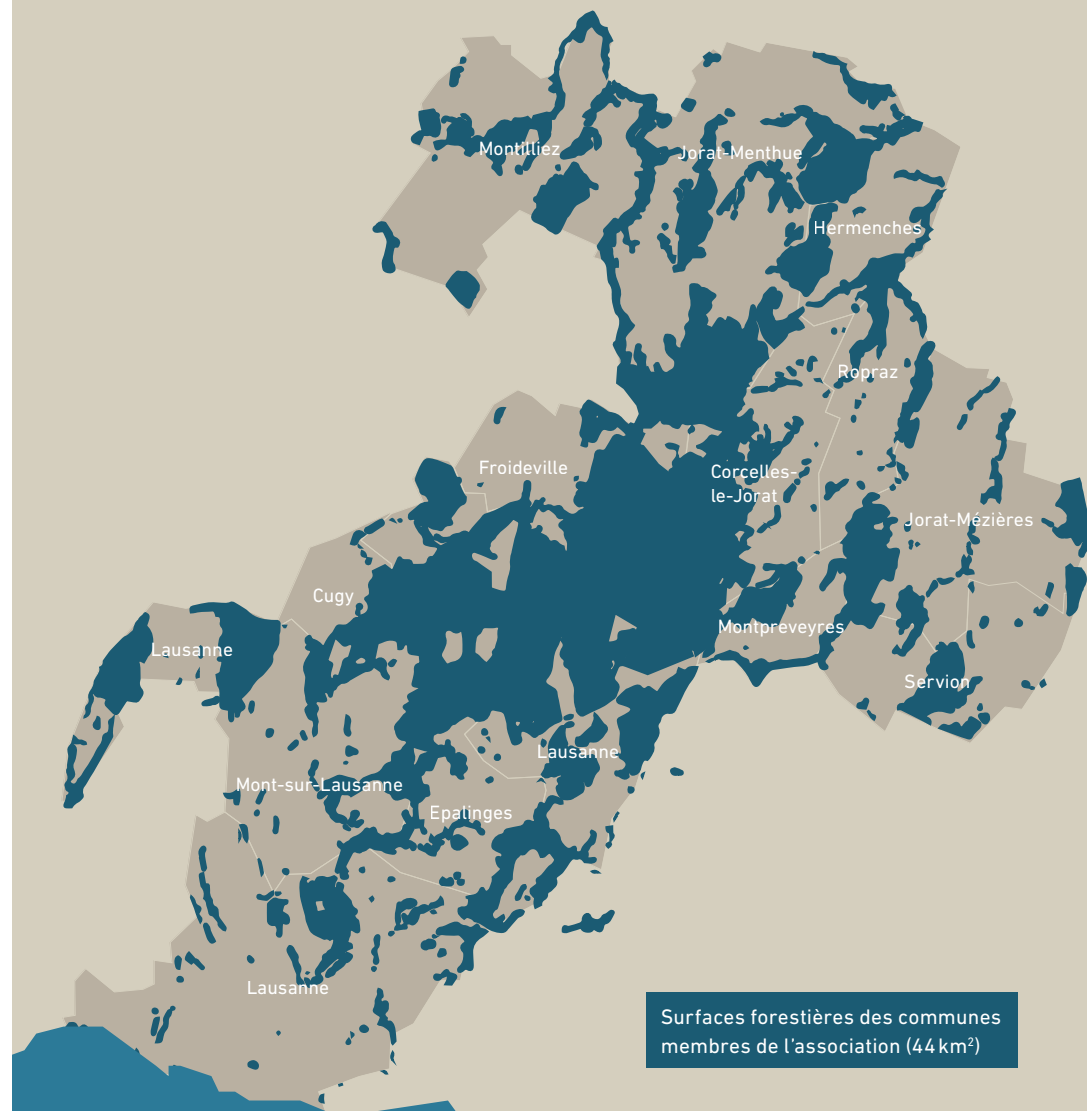 Montilliez
Jorat-Menthue
Hermenches
Ropraz
Froideville
Corcelles-
le-Jorat
Jorat-Mézières
Cugy
Montpreveyres
Lausanne
Servion
Lausanne
Mont-sur-Lausanne
Epalinges
Lausanne
Surfaces forestières des communes
membres de l'association (44 km²)